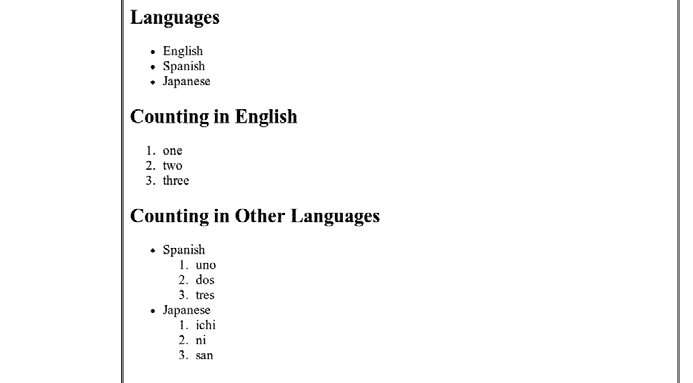 Languages
• English
• Spanish
• Japanese
Counting in English
1. one
2. two
3. three
Counting in Other Languages
• Spanish
1. uno
2. dos
3. tres
• Japanese
1. ichi
2. ni
3. san